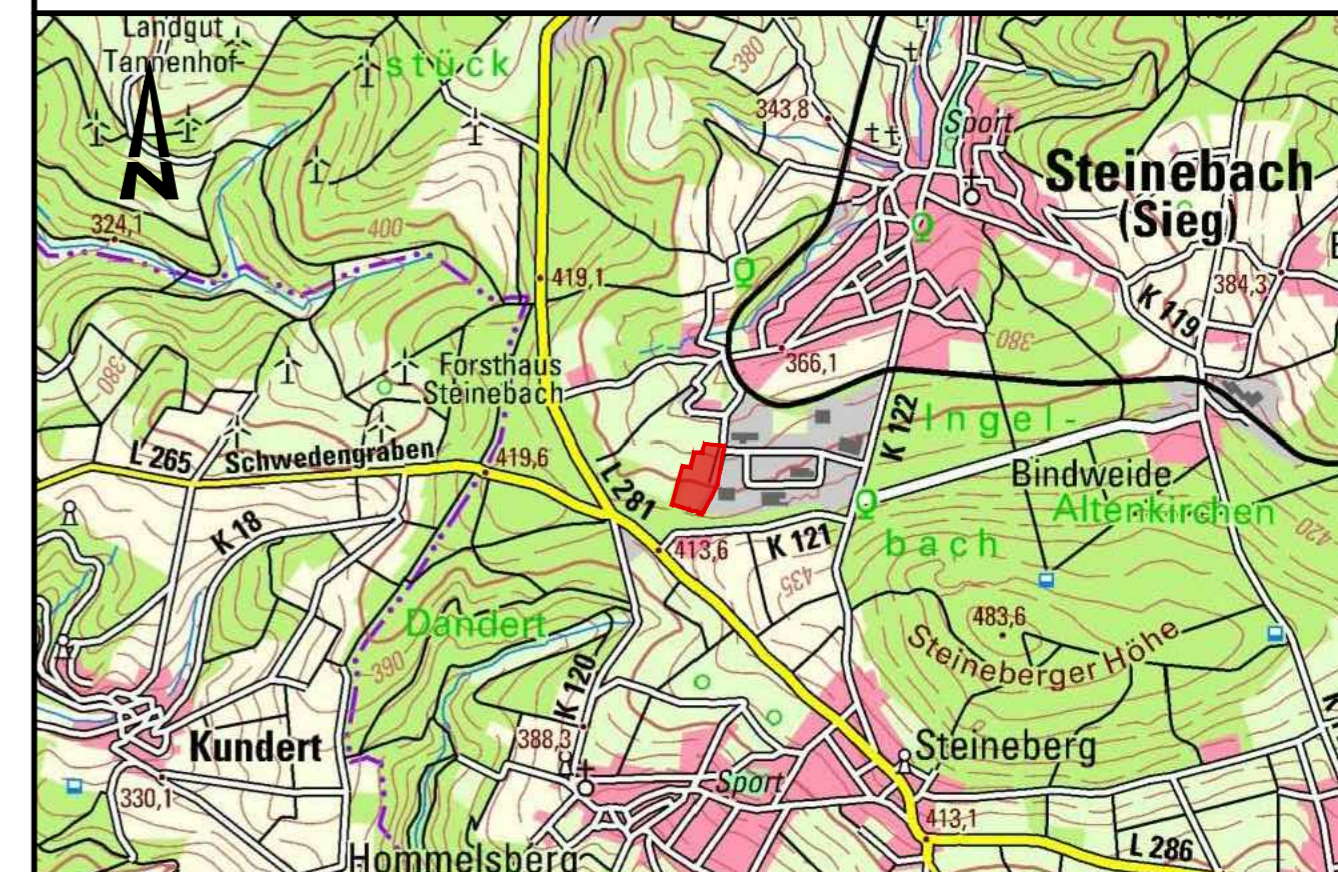 Landgut
Tannenhof
stück
380
343,8
Sport
Steinebach
(Sieg)
324,1
400
419,1
384,3
K 119
380
380
Forsthaus
Steinebach
366,1
K 122
Ingel-
L 265
Schwedengraben
419,6
L 281
Bindweide
Altenkirchen
420
K 18
413,6
K 121
bach
435
483,6
Dandert
Steineberger Höhe
390
K 120
Kundert
388,3
Steineberg
Sport
330,1
413,1
L 286
Hommelsberg
N